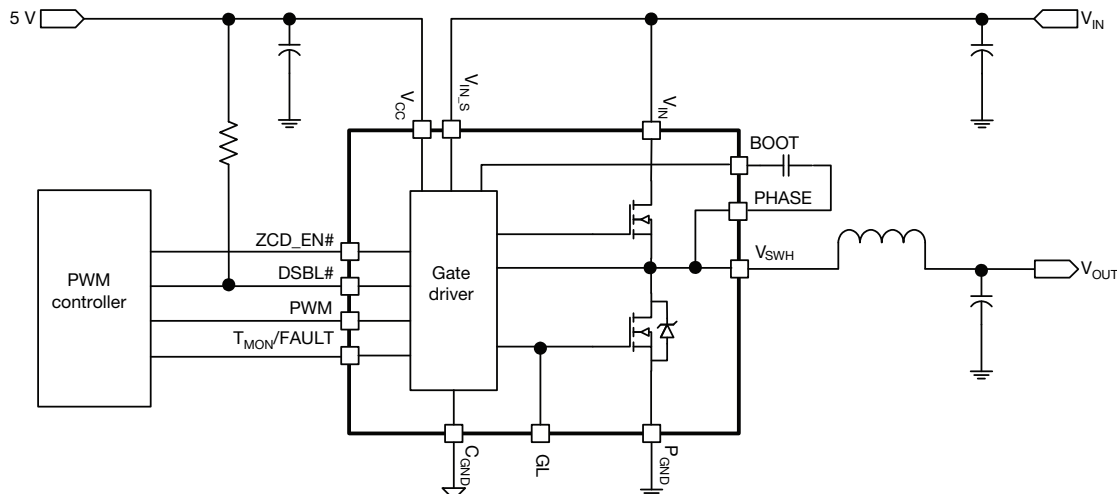 5 V
V_IN
V_CC
V_IN_S
V_IN
BOOT
PHASE
ZCD_EN#
V_SWH
PWM
controller
DSBL#
Gate
driver
V_OUT
PWM
T_MON/FAULT
C_GND
GL
P_GND